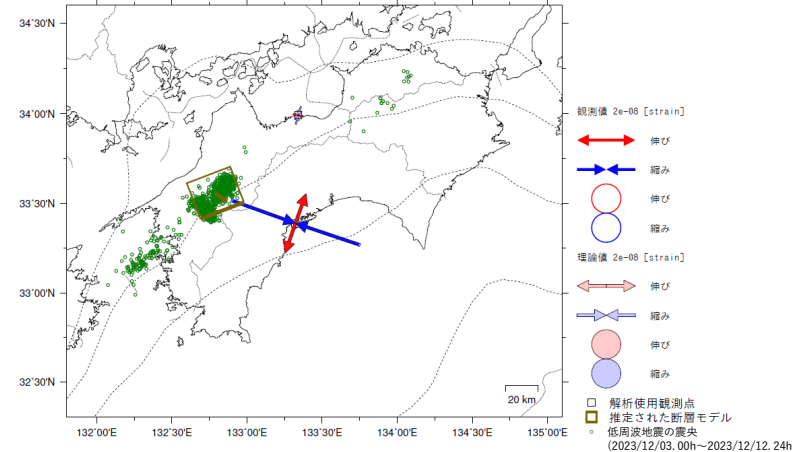 34°30'N
34°00'N
33°30'N
33°00'N
32°30'N
132°00'E 132°30'E 133°00'E 133°30'E 134°00'E 134°30'E 135°00'E
20 km
観測値 2e-08 [strain]
伸び
縮み
伸び
縮み
理論値 2e-08 [strain]
伸び
縮み
伸び
縮み
解析使用観測点
推定された断層モデル
低周波地震の震央
(2023/12/03.00h～2023/12/12.24h